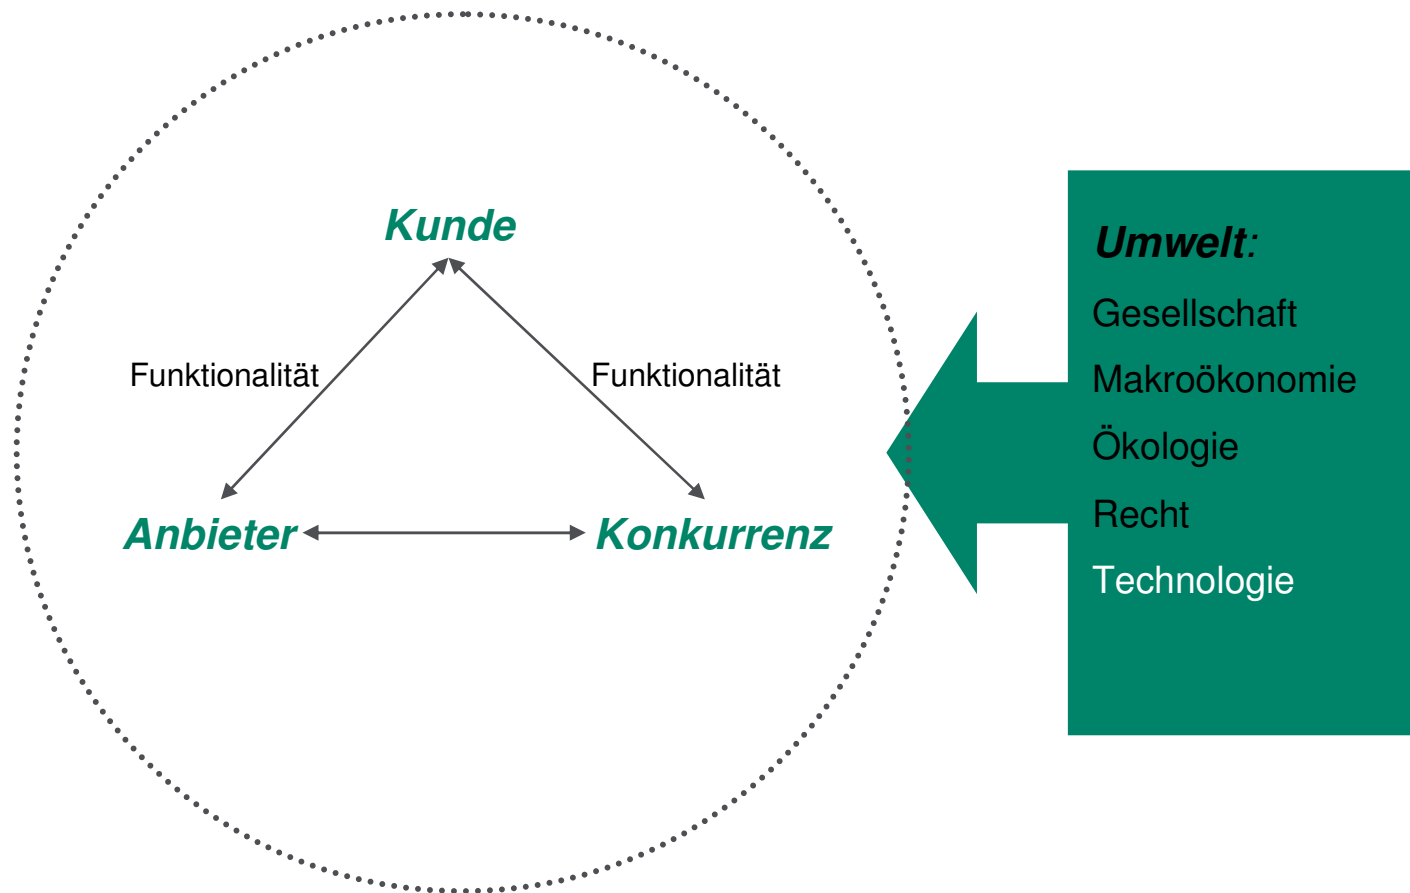 Kunde
Funktionalität
Funktionalität
Anbieter
Konkurrenz
Umwelt:
Gesellschaft
Makroökonomie
Ökologie
Recht
Technologie